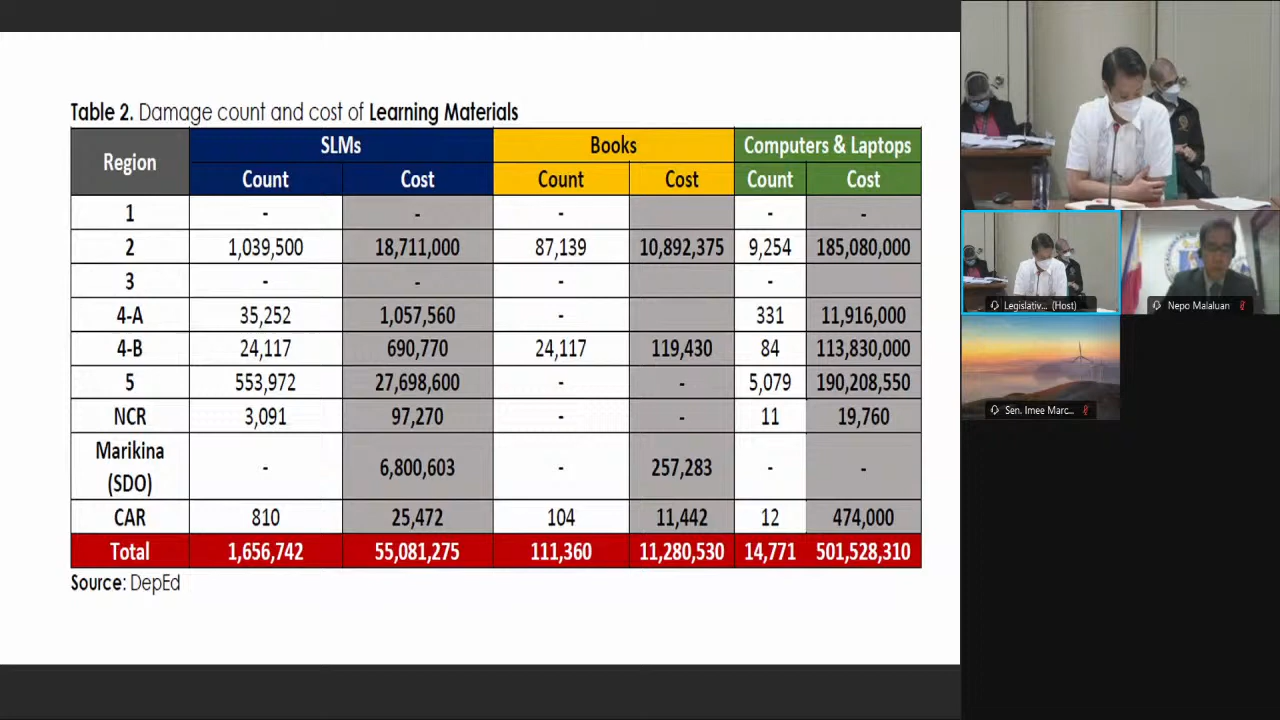 Table 2. Damage count and cost of Learning Materials
Region SLMs Books Computers & Laptops
Count Cost Count Cost Count Cost
1 - - - - -
2 1,039,500 18,711,000 87,139 10,892,375 9,254 185,080,000
3 - - - -
4-A 35,252 1,057,560 - 331 11,916,000
4-B 24,117 690,770 24,117 119,430 84 113,830,000
5 553,972 27,698,600 - - 5,079 190,208,550
NCR 3,091 97,270 - - 11 19,760
Marikina
(SDO) - 6,800,603 - 257,283 - -
CAR 810 25,472 104 11,442 12 474,000
Total 1,656,742 55,081,275 111,360 11,280,530 14,771 501,528,310
Source: DepEd
Legislativ... (Host)
Nepo Malaluan
Sen. Imee Marc...